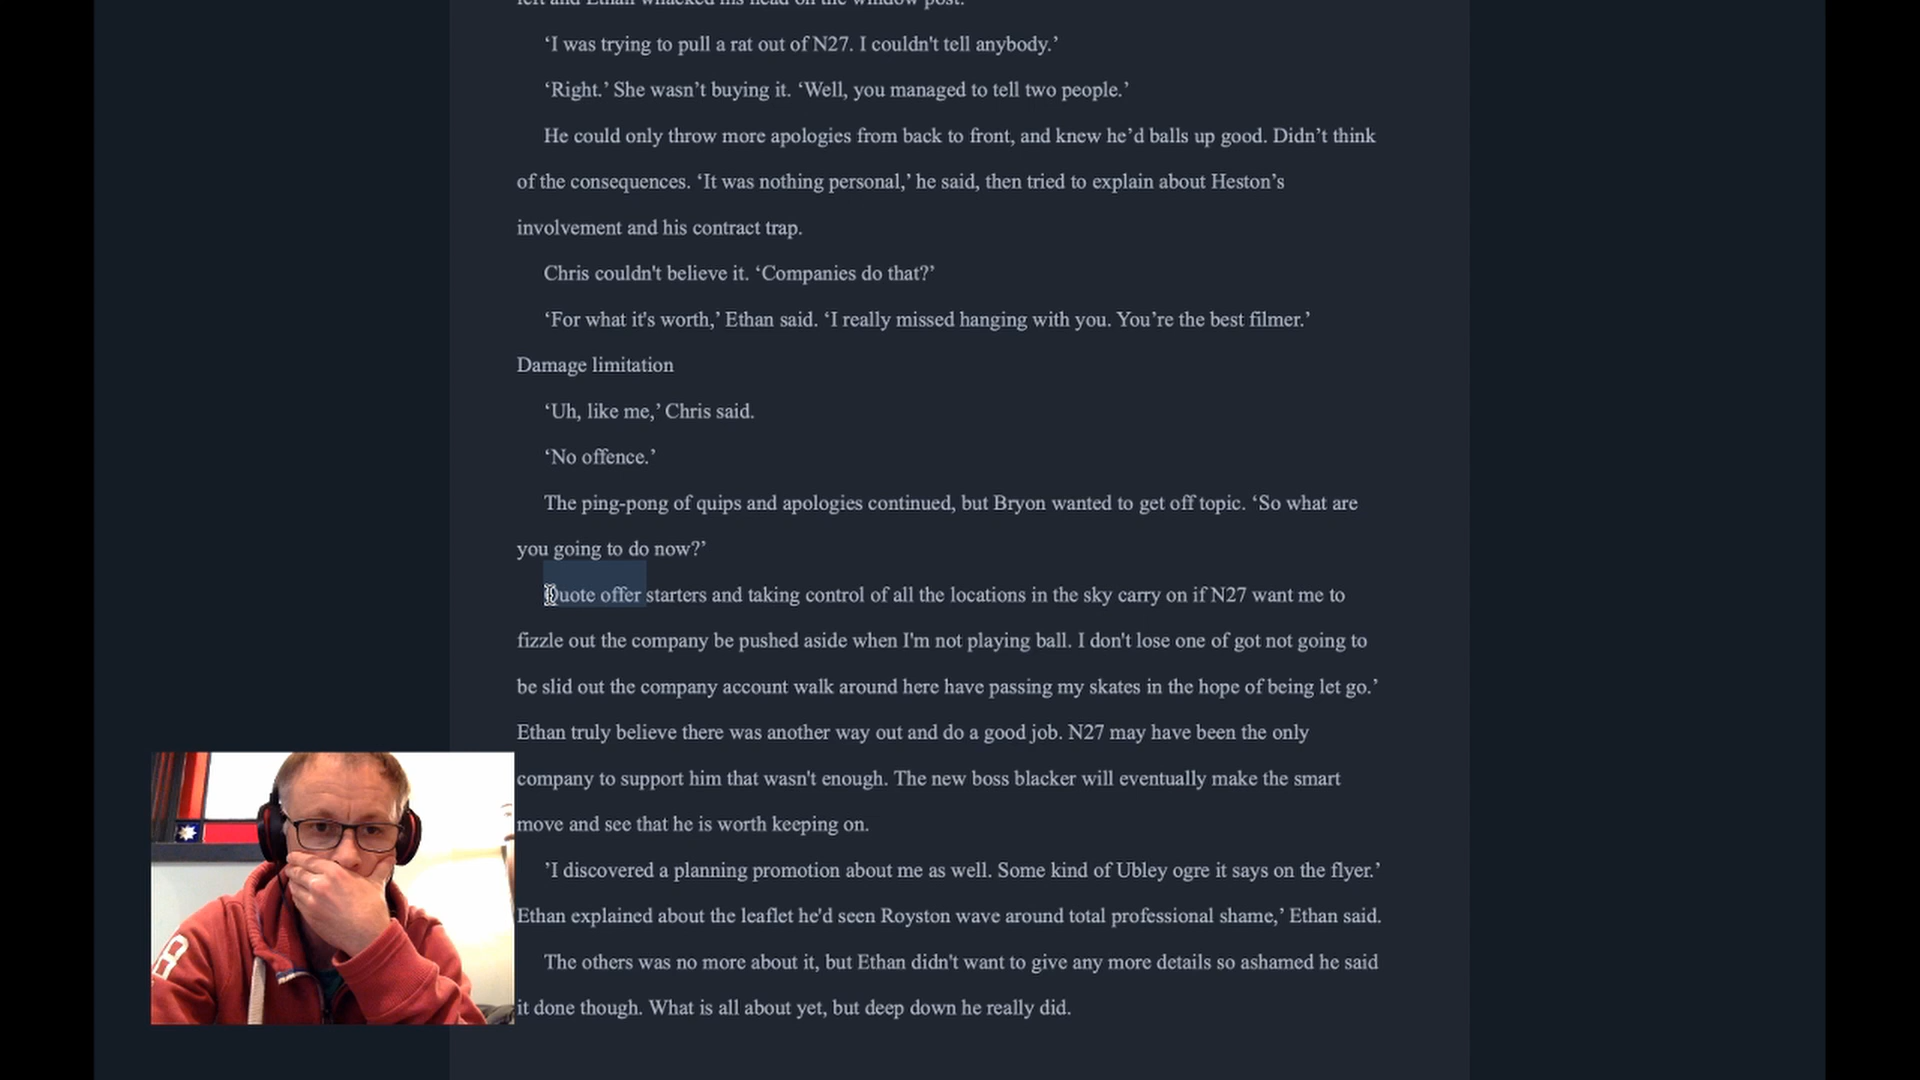 left and Ethan whacked his head on the window post.
‘I was trying to pull a rat out of N27. I couldn't tell anybody.’
‘Right.’ She wasn’t buying it. ‘Well, you managed to tell two people.’
He could only throw more apologies from back to front, and knew he’d balls up good. Didn’t think
of the consequences. ‘It was nothing personal,’ he said, then tried to explain about Heston’s
involvement and his contract trap.
Chris couldn't believe it. ‘Companies do that?’
‘For what it's worth,’ Ethan said. ‘I really missed hanging with you. You’re the best filmer.’
Damage limitation
‘Uh, like me,’ Chris said.
‘No offence.’
The ping-pong of quips and apologies continued, but Bryon wanted to get off topic. ‘So what are
you going to do now?’
Quote offer starters and taking control of all the locations in the sky carry on if N27 want me to
fizzle out the company be pushed aside when I'm not playing ball. I don't lose one of got not going to
be slid out the company account walk around here have passing my skates in the hope of being let go.’
Ethan truly believe there was another way out and do a good job. N27 may have been the only
company to support him that wasn't enough. The new boss blacker will eventually make the smart
move and see that he is worth keeping on.
’I discovered a planning promotion about me as well. Some kind of Ubley ogre it says on the flyer.’
Ethan explained about the leaflet he'd seen Royston wave around total professional shame,’ Ethan said.
The others was no more about it, but Ethan didn't want to give any more details so ashamed he said
it done though. What is all about yet, but deep down he really did.